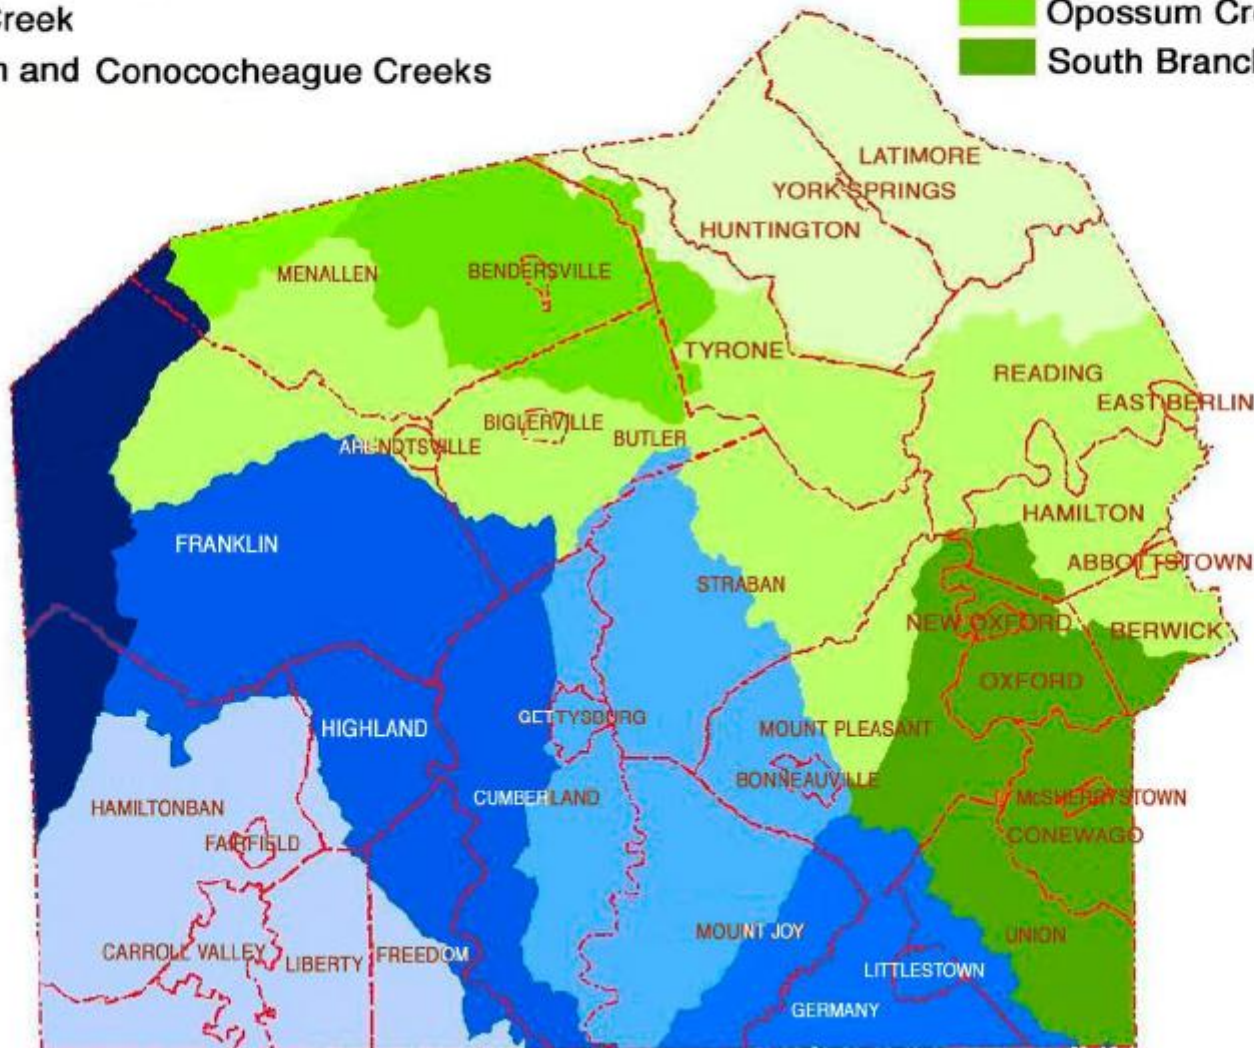 Creek
and Conococheague Creeks
Opossum
South
LATIMORE
YORK SPRINGS
HUNTINGTON
MENALLEN
BENDERSVILLE
TYRONE
READING
EAST BERLIN
BIGLERVILLE
BUTLER
ARENDTSVILLE
HAMILTON
FRANKLIN
ABBOTTSTOWN
STRABAN
NEW OXFORD
BERWICK
OXFORD
GETTYSBURG
HIGHLAND
MOUNT PLEASANT
BONNEAUVILLE
CUMBERLAND
McSHERRYSTOWN
HAMILTONBAN
CONEWAGO
FAIRFIELD
MOUNT JOY
UNION
CARROLL VALLEY
LIBERTY
FREEDOM
LITTLESTOWN
GERMANY